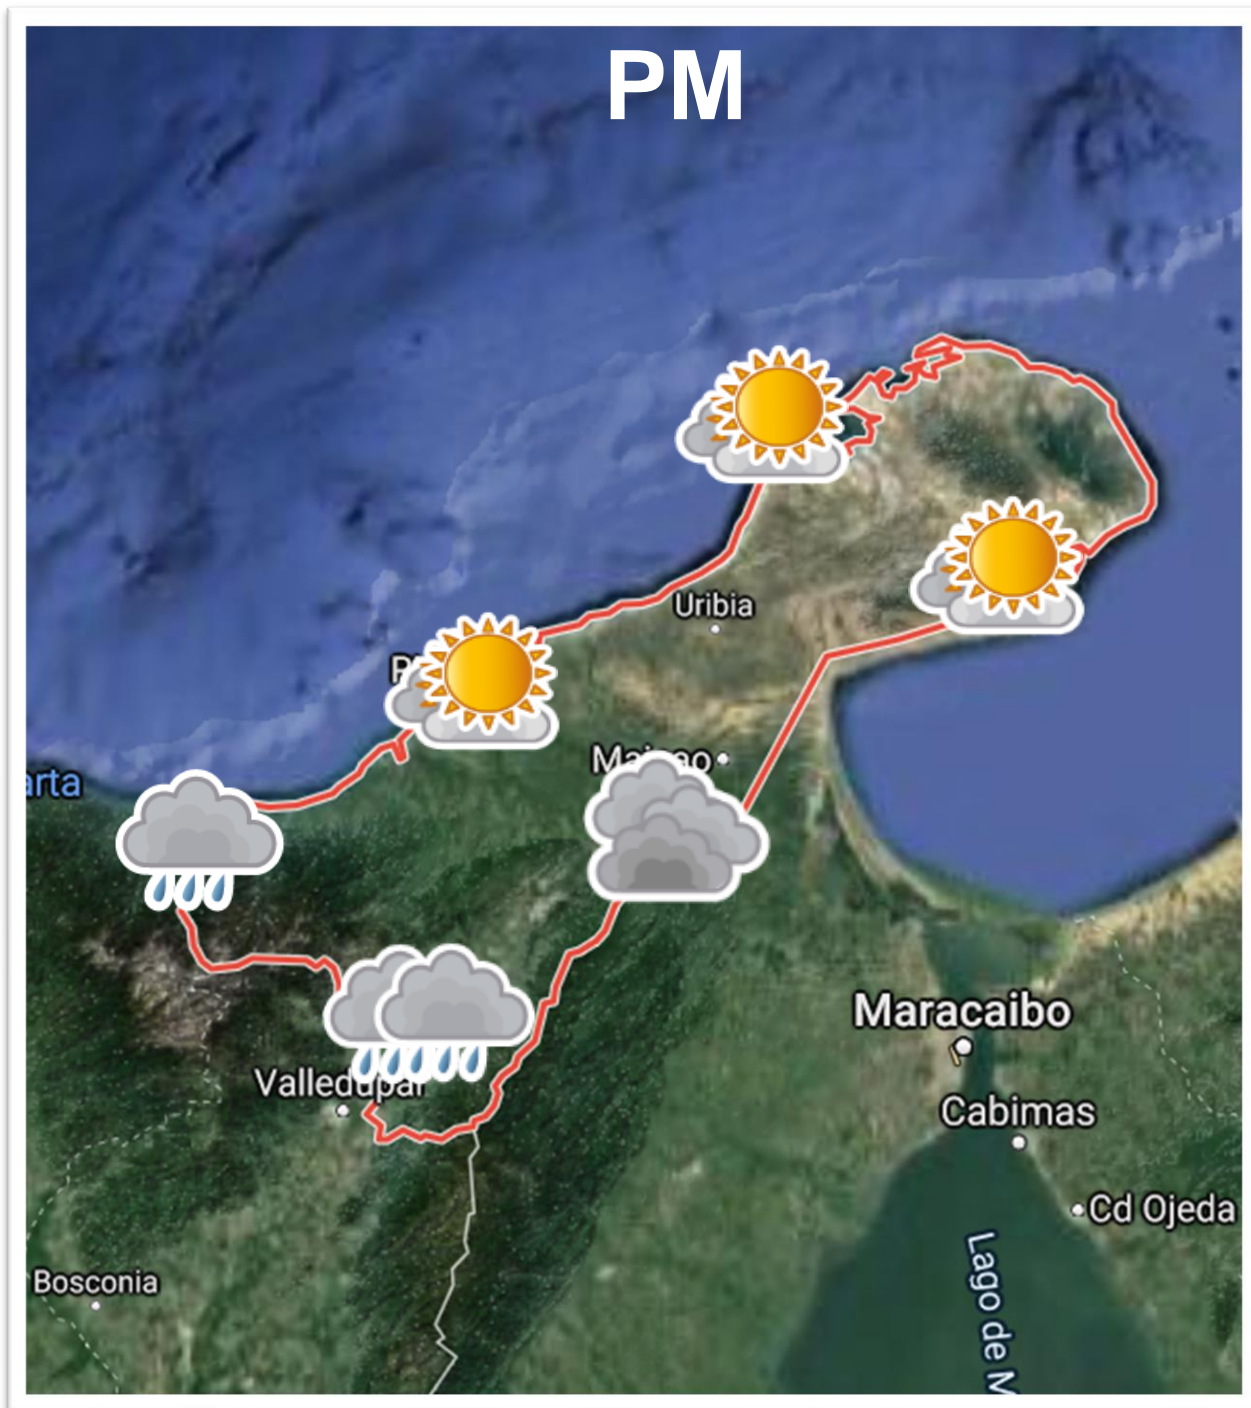 PM
Uribia
arta
Maracaibo
Valledupar
Cabimas
Cd Ojeda
Lago de M
Bosconia